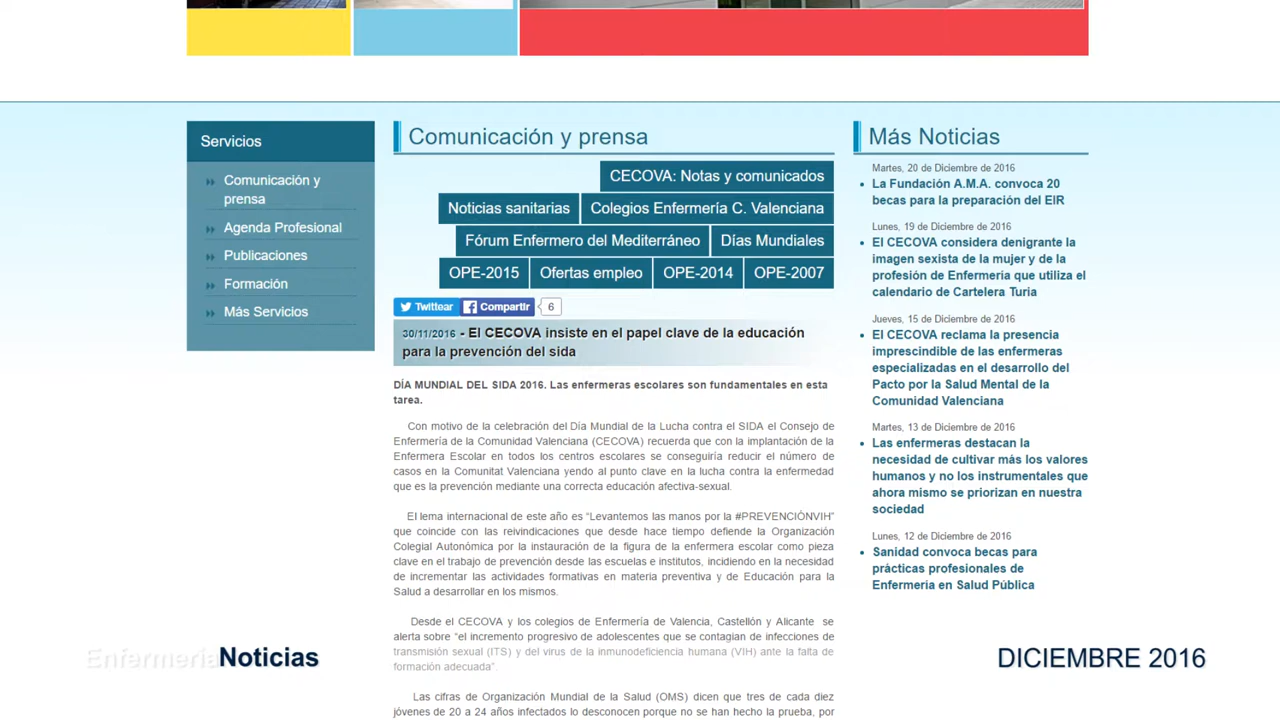 Servicios
Comunicación y
prensa
Agenda Profesional
Publicaciones
Formación
Más Servicios
Comunicación y prensa
CECOVA: Notas y comunicados
Noticias sanitarias
Colegios Enfermería C. Valenciana
Fórum Enfermero del Mediterráneo
Días Mundiales
OPE-2015
Ofertas empleo
OPE-2014
OPE-2007
Twittear
Compartir
6
30/11/2016 - El CECOVA insiste en el papel clave de la educación
para la prevención del sida
DÍA MUNDIAL DEL SIDA 2016. Las enfermeras escolares son fundamentales en esta
tarea.
Con motivo de la celebración del Día Mundial de la Lucha contra el SIDA el Consejo de
Enfermería de la Comunidad Valenciana (CECOVA) recuerda que con la implantación de la
Enfermera Escolar en todos los centros escolares se conseguiría reducir el número de
casos en la Comunitat Valenciana yendo al punto clave en la lucha contra la enfermedad
que es la prevención mediante una correcta educación afectiva-sexual.
El lema internacional de este año es “Levantemos las manos por la #PREVENCIÓNVIH”
que coincide con las reivindicaciones que desde hace tiempo defiende la Organización
Colegial Autonómica por la instauración de la figura de la enfermera escolar como pieza
clave en el trabajo de prevención desde las escuelas e institutos, incidiendo en la necesidad
de incrementar las actividades formativas en materia preventiva y de Educación para la
Salud a desarrollar en los mismos.
Desde el CECOVA y los colegios de Enfermería de Valencia, Castellón y Alicante se
alerta sobre “el incremento progresivo de adolescentes que se contagian de infecciones de
transmisión sexual (ITS) y del virus de la inmunodeficiencia humana (VIH) ante la falta de
formación adecuada”.
Las cifras de Organización Mundial de la Salud (OMS) dicen que tres de cada diez
jóvenes de 20 a 24 años infectados lo desconocen porque no se han hecho la prueba, por
Más Noticias
Martes, 20 de Diciembre de 2016
La Fundación A.M.A. convoca 20
becas para la preparación del EIR
Lunes, 19 de Diciembre de 2016
El CECOVA considera denigrante la
imagen sexista de la mujer y de la
profesión de Enfermería que utiliza el
calendario de Cartelera Turia
Jueves, 15 de Diciembre de 2016
El CECOVA reclama la presencia
imprescindible de las enfermeras
especializadas en el desarrollo del
Pacto por la Salud Mental de la
Comunidad Valenciana
Martes, 13 de Diciembre de 2016
Las enfermeras destacan la
necesidad de cultivar más los valores
humanos y no los instrumentales que
ahora mismo se priorizan en nuestra
sociedad
Lunes, 12 de Diciembre de 2016
Sanidad convoca becas para
prácticas profesionales de
Enfermería en Salud Pública
EnfermeriaNoticias
DICIEMBRE 2016